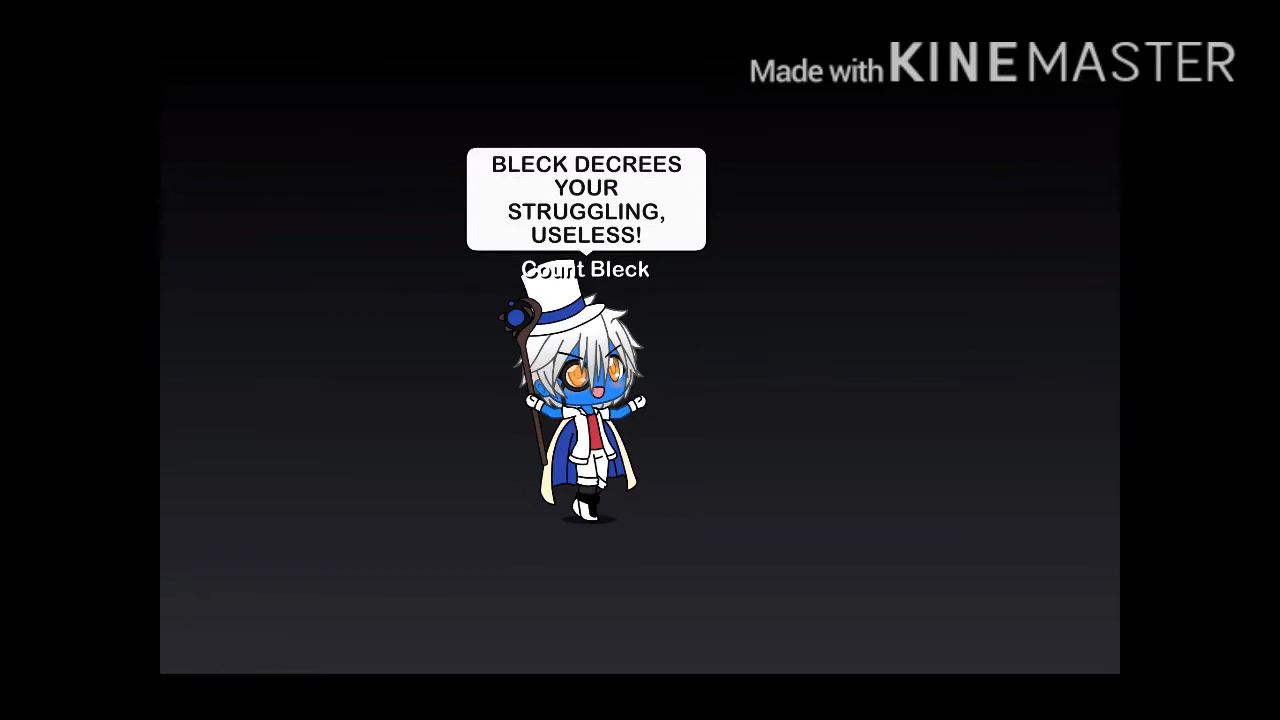 Made with KINEMASTER
BLECK DECREES
YOUR
STRUGGLING,
USELESS!
Count Bleck